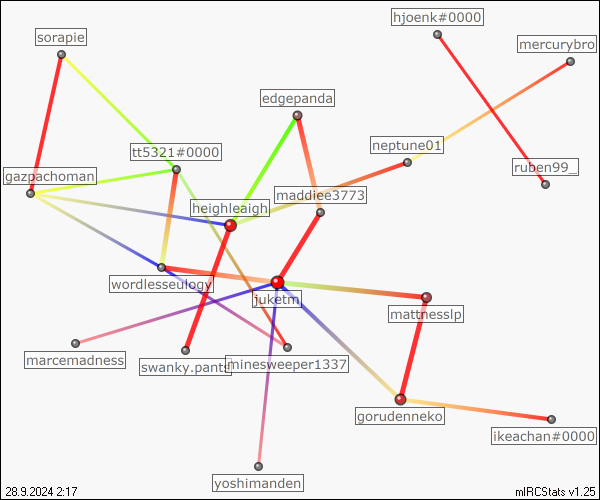 hjoenk#0000
sorapie
mercurybro
edgepanda
neptune01
tt5321#0000
ruben99_
gazpachoman
maddiee3773
heighleaigh
wordlesseulogy
juketm
mattnesslp
marcemadness
swanky.pants
minesweeper1337
gorudenneko
ikeachan#0000
yoshimanden
28.9.2024 2:17
mIRCStats v1.25